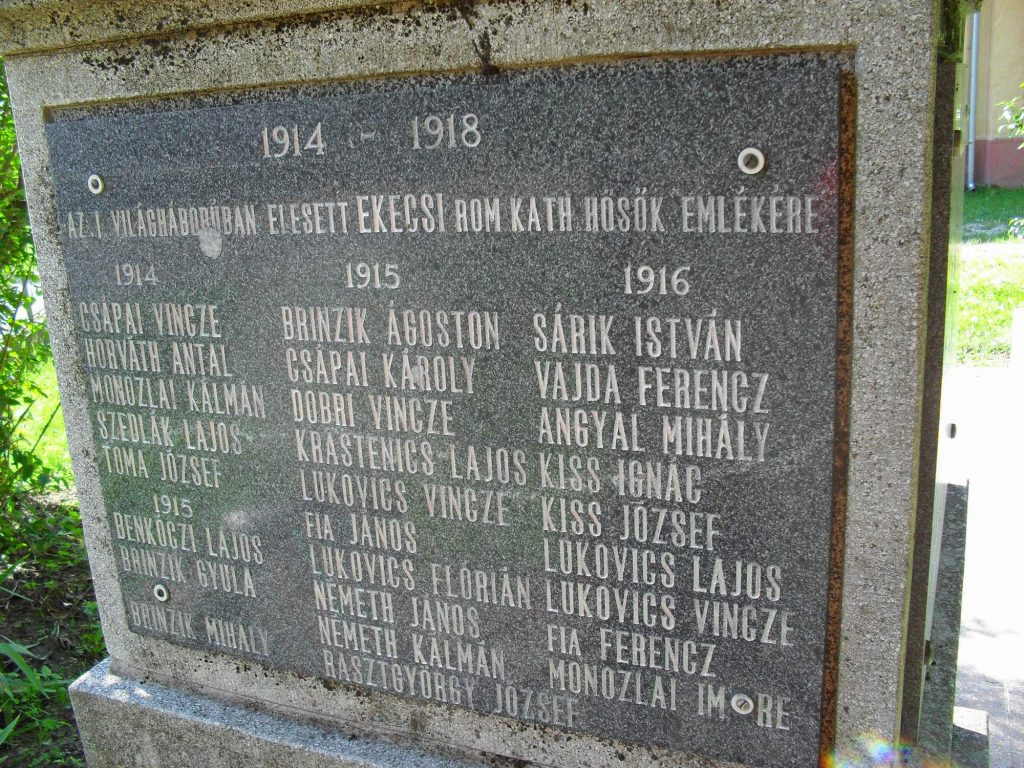 1914 - 1918
AZ I VILÁGHÁBORÚBAN ELESETT EKECSI ROM KATH HŐSÖK EMLÉKÉRE
1914
CSÁPAI VINCZE
HORVÁTH ANTAL
MONOZLAI KÁLMÁN
SZEDLÁK LAJOS
TOMA JÓZSEF
1915
BENKÓCZI LAJOS
BRINZIK GYULA
BRINZIK MIHÁLY
1915
BRINZIK ÁGOSTON
CSÁPAI KÁROLY
DOBRI VINCZE
KRASTENICS LAJOS
LUKOVICS VINCZE
FIA JÁNOS
LUKOVICS FLÓRIÁN
NÉMETH JÁNOS
NÉMETH KÁLMÁN
RASZTGYÖRGY JÓZSEF
1916
SÁRIK ISTVÁN
VAJDA FERENCZ
ANGYAL MIHÁLY
KISS IGNÁC
KISS JÓZSEF
LUKOVICS LAJOS
LUKOVICS VINCZE
FIA FERENCZ
MONOZLAI IMRE